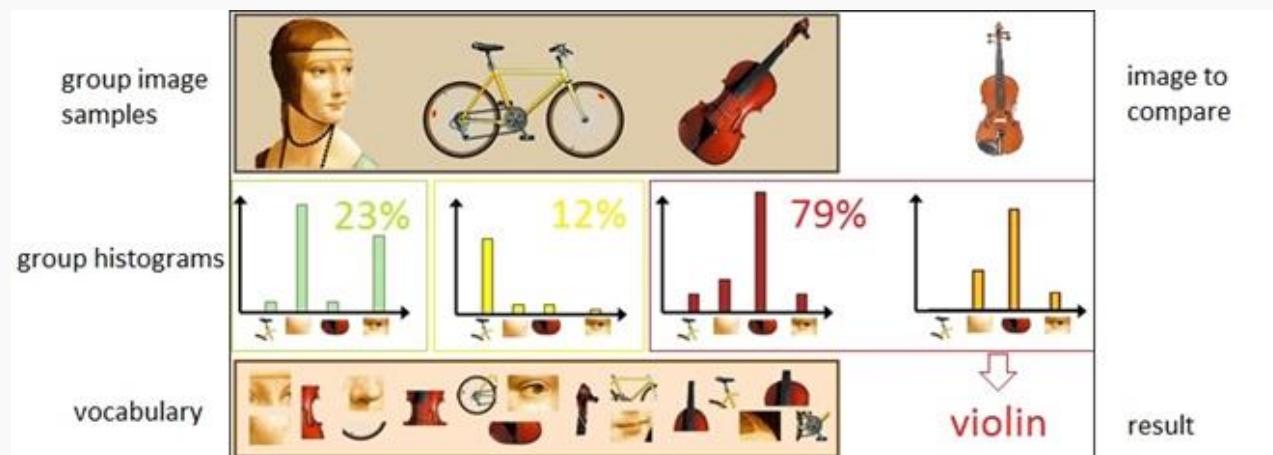 group image
samples
image to
compare
group histograms
23%
12%
79%
vocabulary
violin
result